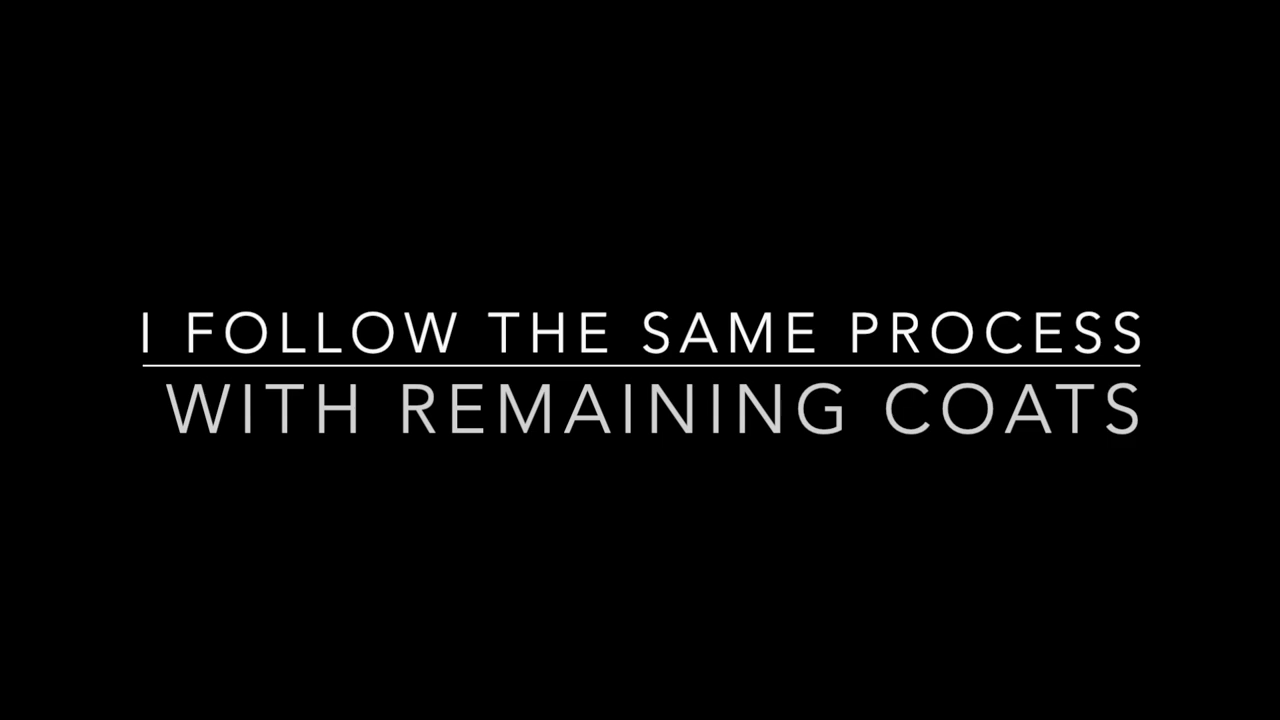 I FOLLOW THE SAME PROCESS
WITH REMAINING COATS